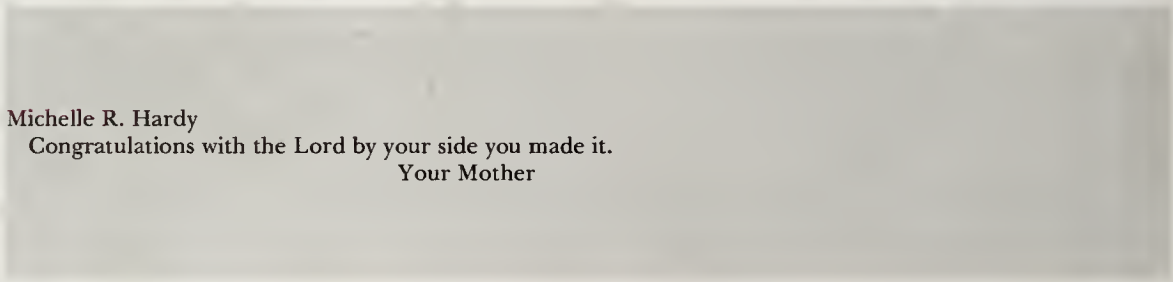 Michelle R. Hardy
Congratulations with the Lord by your side you made it.
Your Mother